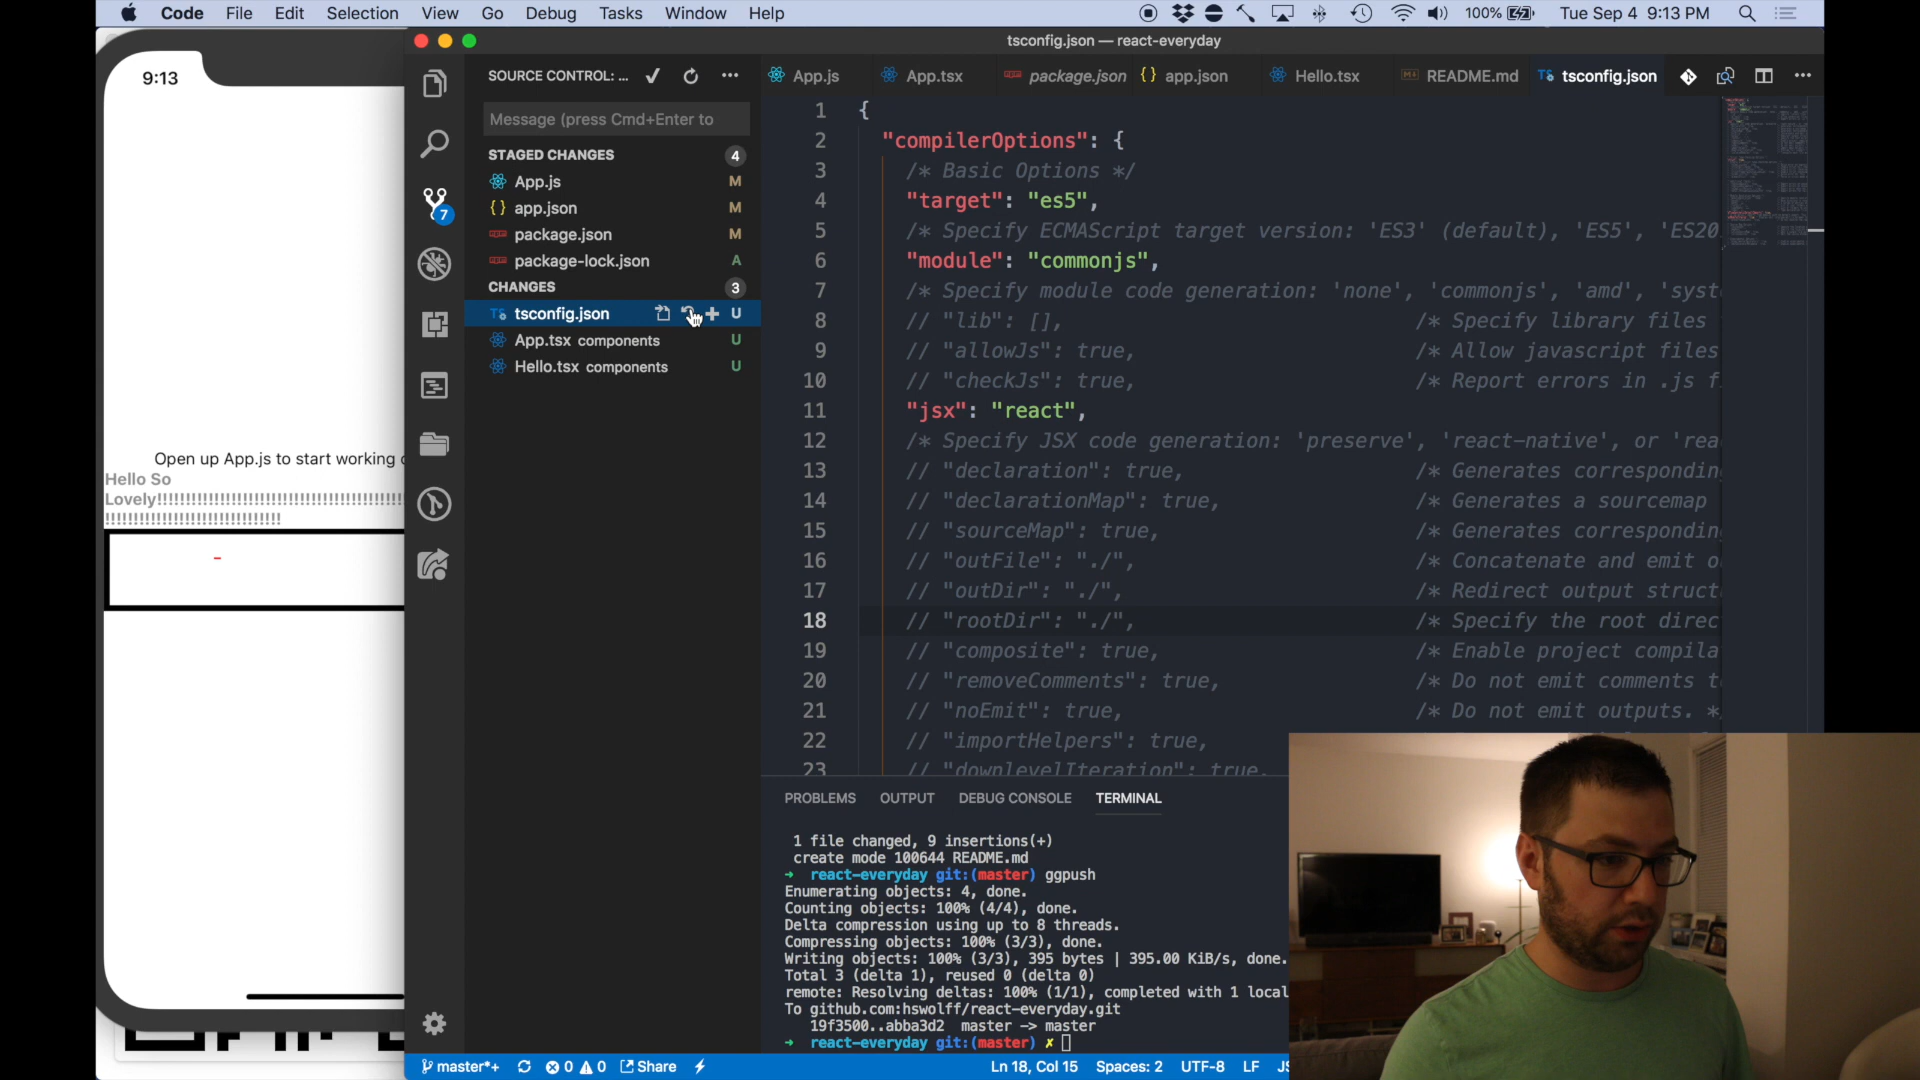 Code File Edit Selection View Go Debug Tasks Window Help 100% Tue Sep 4 9:13 PM
tsconfig.json — react-everyday
9:13
SOURCE CONTROL: ...
App.js App.tsx package.json app.json Hello.tsx README.md tsconfig.json
Message (press Cmd+Enter to
STAGED CHANGES 4
App.js M
app.json M
package.json M
package-lock.json A
CHANGES 3
tsconfig.json U
App.tsx components U
Hello.tsx components U
7
1 {
2 "compilerOptions": {
3 /* Basic Options */
4 "target": "es5",
5 /* Specify ECMAScript target version: 'ES3' (default), 'ES5', 'ES20
6 "module": "commonjs",
7 /* Specify module code generation: 'none', 'commonjs', 'amd', 'syst
8 // "lib": [], /* Specify library files
9 // "allowJs": true, /* Allow javascript files
10 // "checkJs": true, /* Report errors in .js f
11 "jsx": "react",
12 /* Specify JSX code generation: 'preserve', 'react-native', or 'rea
13 // "declaration": true, /* Generates correspondin
14 // "declarationMap": true, /* Generates a sourcemap
15 // "sourceMap": true, /* Generates correspondin
16 // "outFile": "./", /* Concatenate and emit o
17 // "outDir": "./", /* Redirect output struct
18 // "rootDir": "./", /* Specify the root direc
19 // "composite": true, /* Enable project compila
20 // "removeComments": true, /* Do not emit comments t
21 // "noEmit": true, /* Do not emit outputs. *
22 // "importHelpers": true,
23 // "downlevelIteration": true,
Open up App.js to start working
Hello So
Lovely!!!!!!!!!!!!!!!!!!!!!!!!!!!!!!!!!!!!!!!!!!!
!!!!!!!!!!!!!!!!!!!!!!!!!!!!!!
PROBLEMS OUTPUT DEBUG CONSOLE TERMINAL
1 file changed, 9 insertions(+)
create mode 100644 README.md
➜ react-everyday git:(master) ggpush
Enumerating objects: 4, done.
Counting objects: 100% (4/4), done.
Delta compression using up to 8 threads.
Compressing objects: 100% (3/3), done.
Writing objects: 100% (3/3), 395 bytes | 395.00 KiB/s, done.
Total 3 (delta 1), reused 0 (delta 0)
remote: Resolving deltas: 100% (1/1), completed with 1 local
To github.com:hswolff/react-everyday.git
19f3500..abba3d2 master -> master
➜ react-everyday git:(master) ✗
master*+ 0 0 Share Ln 18, Col 15 Spaces: 2 UTF-8 LF